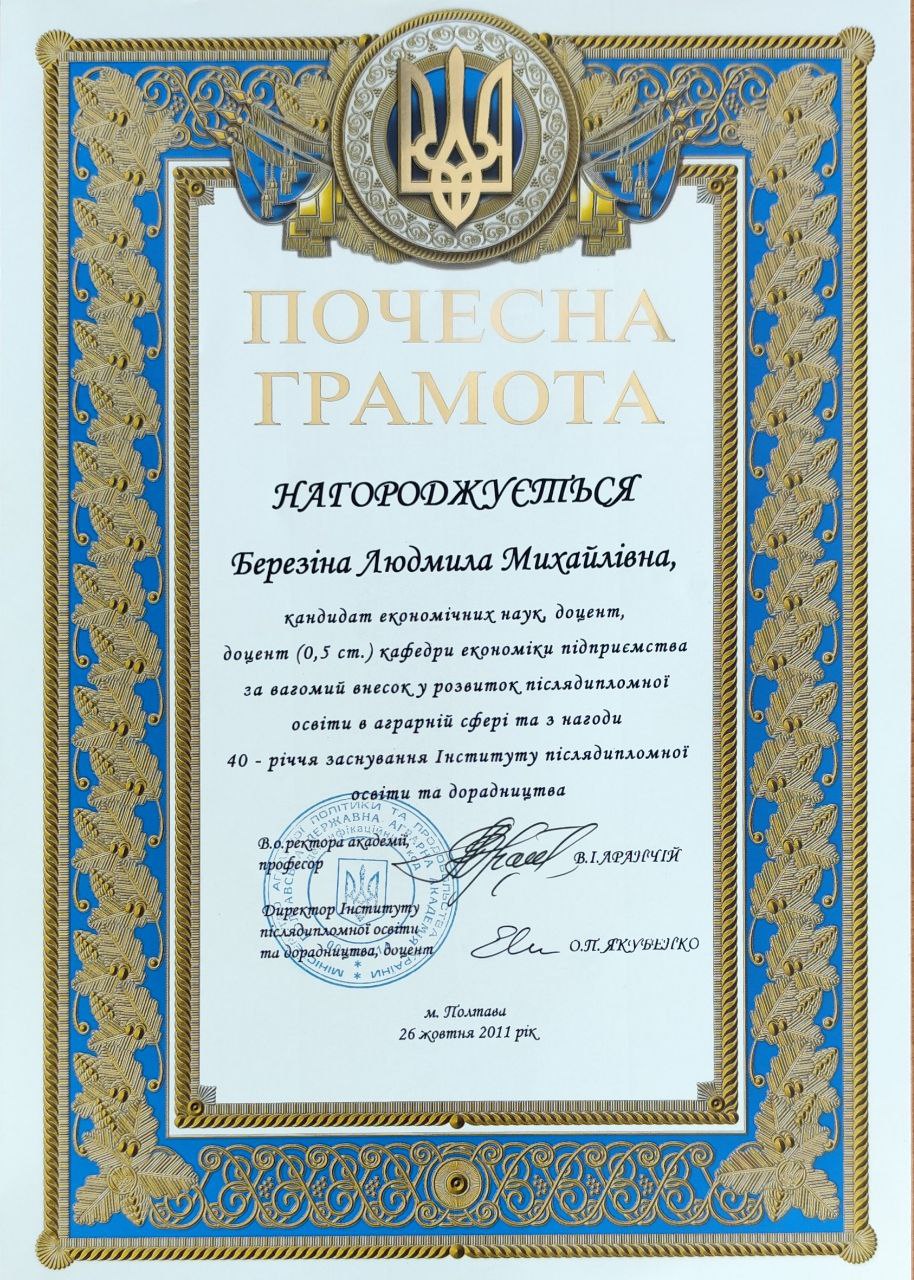 ПОЧЕСНА
ГРАМОТА
НАГОРОДЖУЄТЬСЯ
Березіна Людмила Михайлівна,
кандидат економічних наук, доцент,
доцент (0,5 ст.) кафедри економіки підприємства
за вагомий внесок у розвиток післядипломної
освіти в аграрній сфері та з нагоди
40 - річчя заснування Інституту післядипломної
освіти та дорадництва
В.о.ректора академії,
професор
В.І.АРАНЧІЙ
Директор Інституту
післядипломної освіти
та дорадництва, доцент
О.П. ЯКУБЕНКО
м. Полтава
26 жовтня 2011 рік